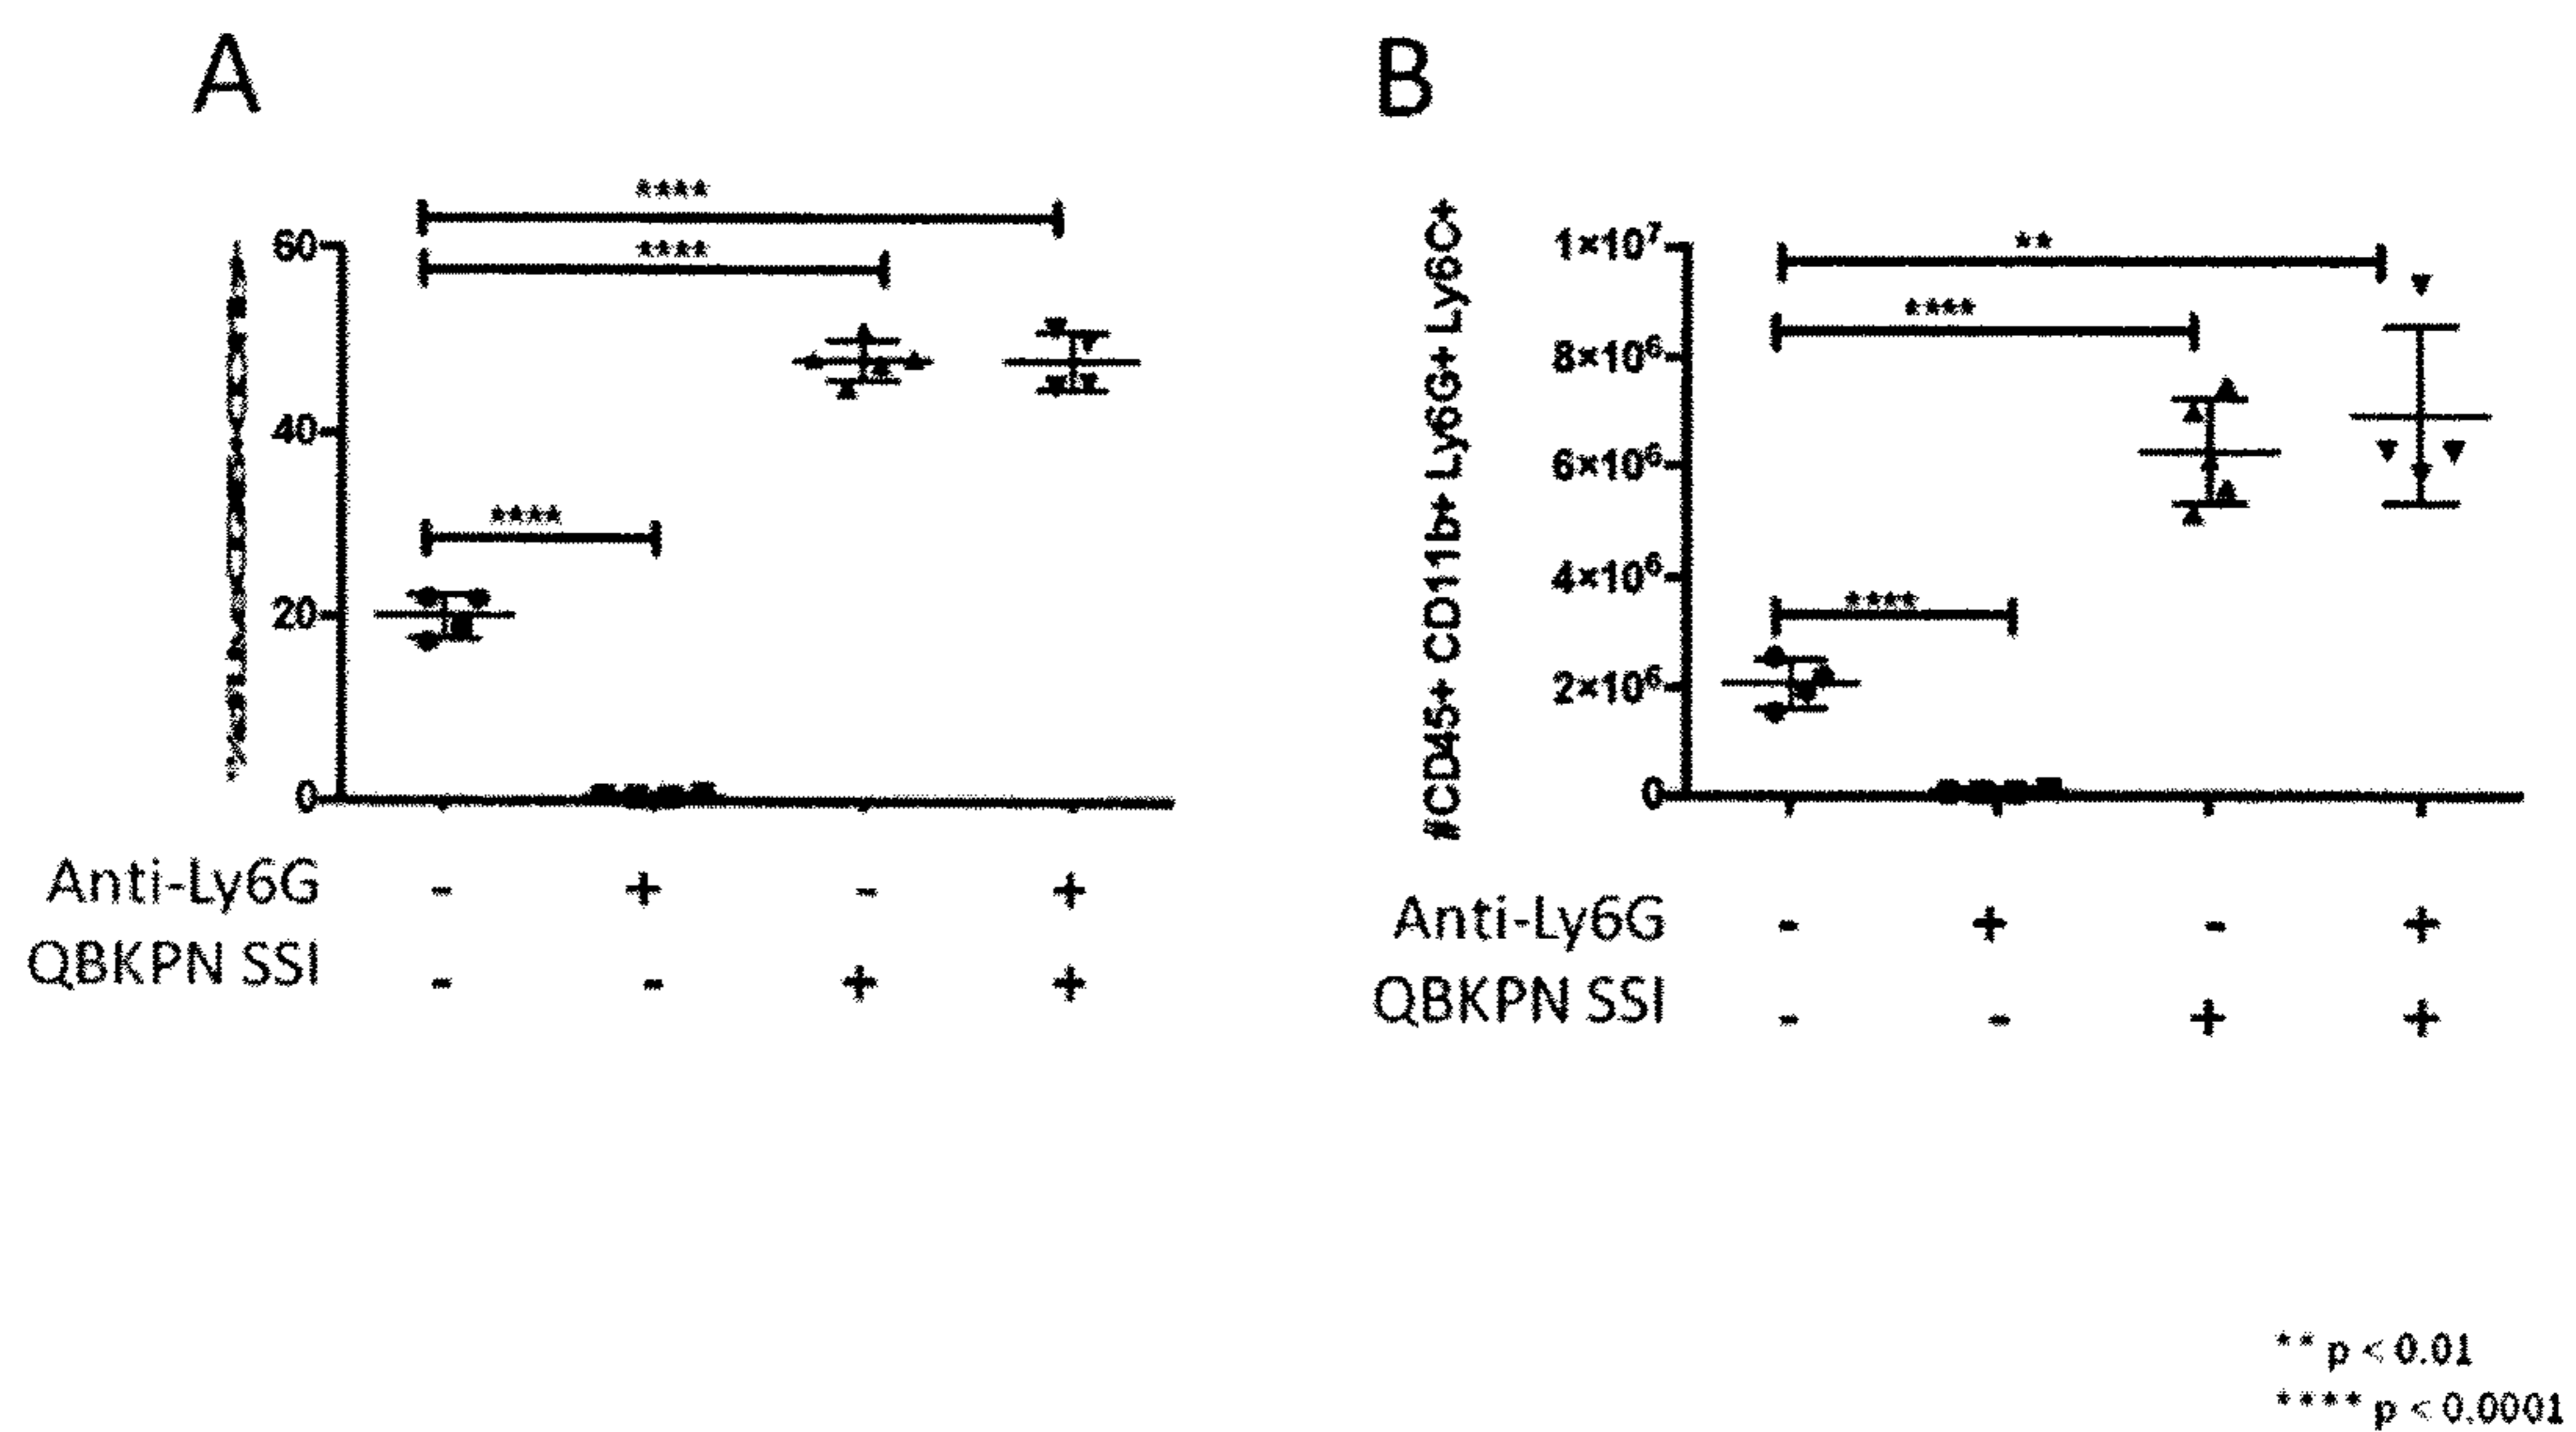 A
****
****
60
40
20
0
****
Anti-Ly6G - + - +
QBKPN SSI - - + +
B
#CD45+ CD11b+ Ly6G+ Ly6C+
**
****
1×10⁷
8×10⁶
6×10⁶
4×10⁶
2×10⁶
0
****
Anti-Ly6G - + - +
QBKPN SSI - - + +
** p < 0.01
**** p < 0.0001